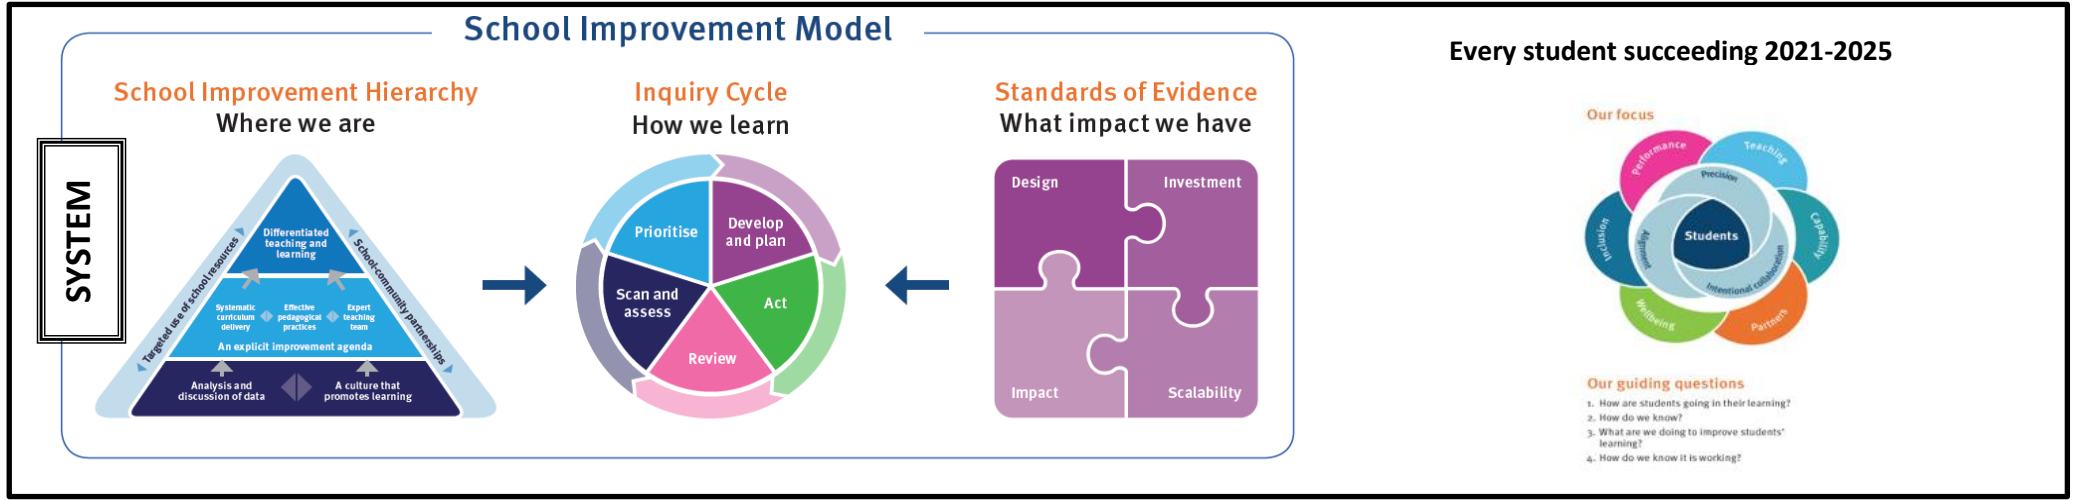 School Improvement Model
SYSTEM
School Improvement Hierarchy
Where we are
Targeted use of school resources
School-community partnerships
Differentiated
teaching and
learning
Systematic
curriculum
delivery
Effective
pedagogical
practices
Expert
teaching
team
An explicit improvement agenda
Analysis and
discussion of data
A culture that
promotes learning
Inquiry Cycle
How we learn
Prioritise
Develop
and plan
Act
Review
Scan and
assess
Standards of Evidence
What impact we have
Design
Investment
Impact
Scalability
Every student succeeding 2021-2025
Our focus
Performance
Teaching
Capability
Partners
Wellbeing
Inclusion
Precision
Intentional collaboration
Alignment
Students
Our guiding questions
1. How are students going in their learning?
2. How do we know?
3. What are we doing to improve students'
learning?
4. How do we know it is working?